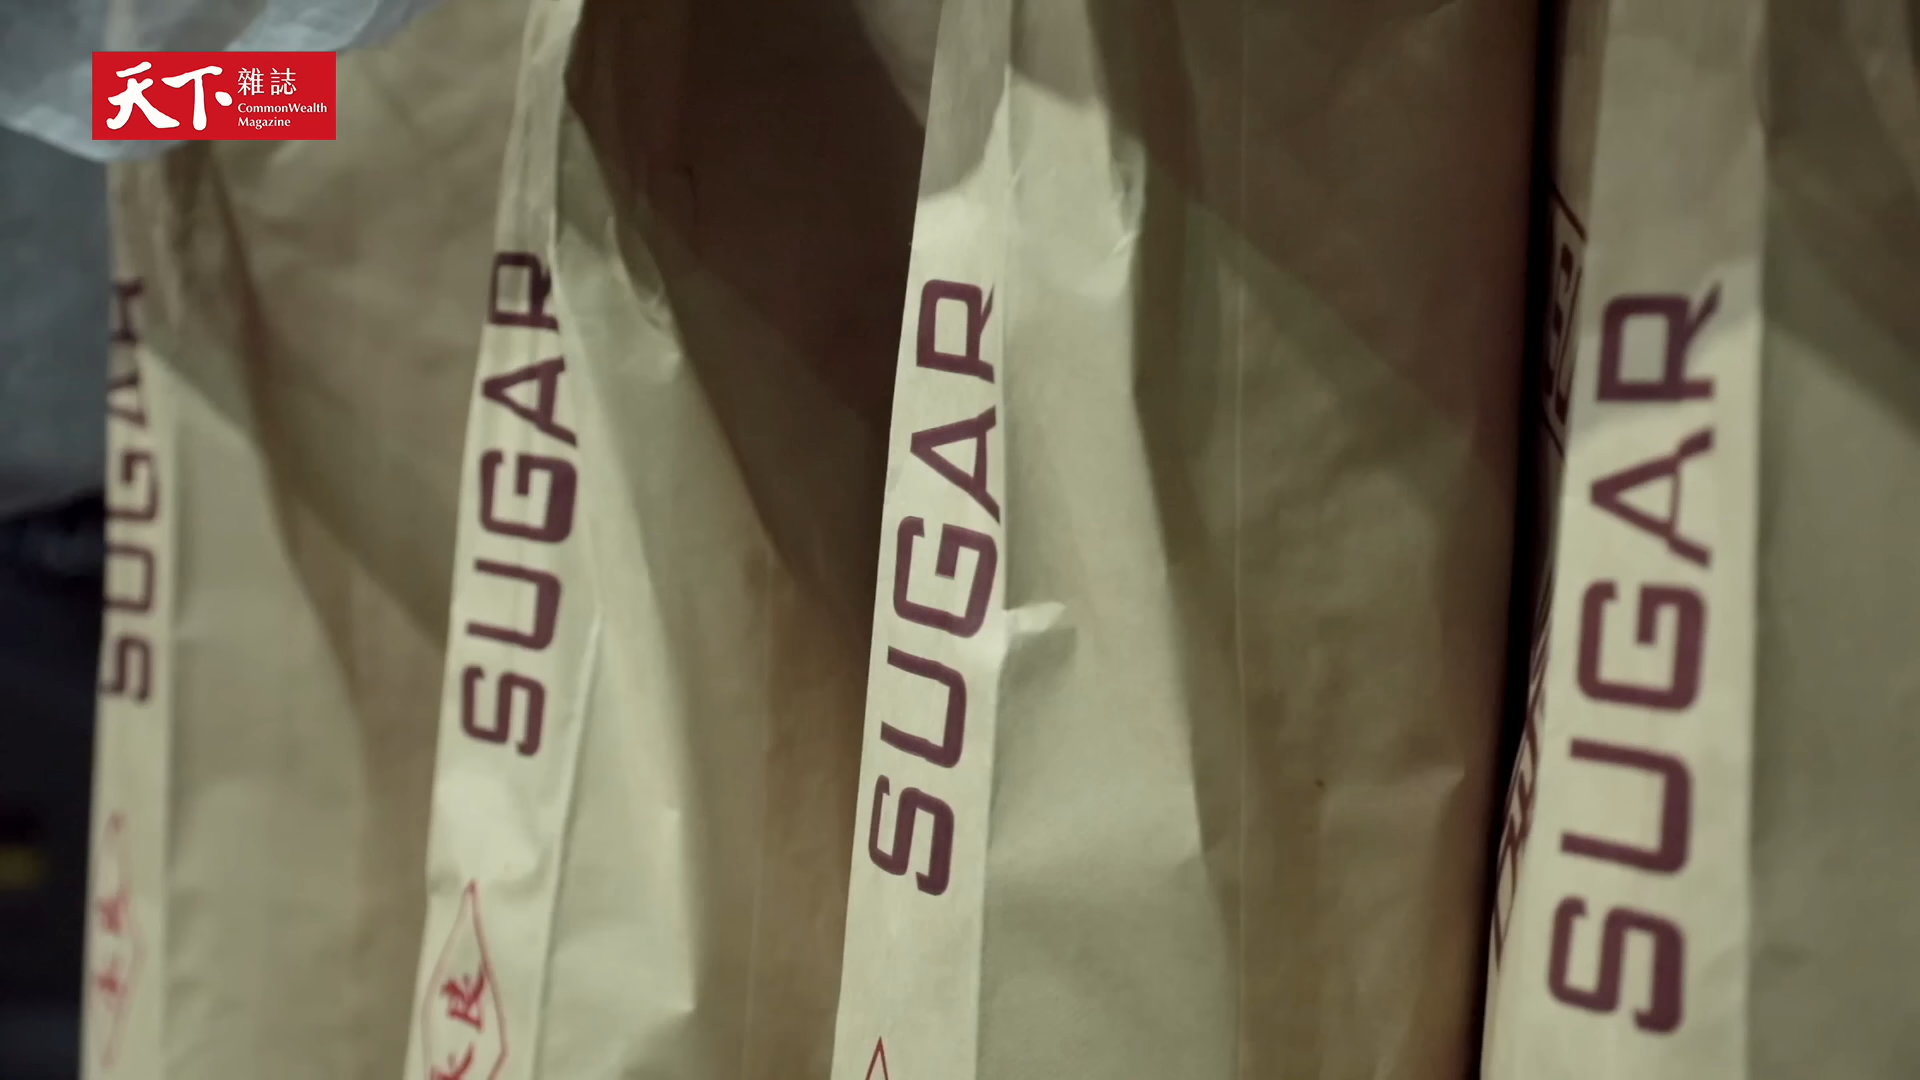 天下 雜誌
CommonWealth
Magazine
SUGAR
SUGAR
SUGAR
SUGAR